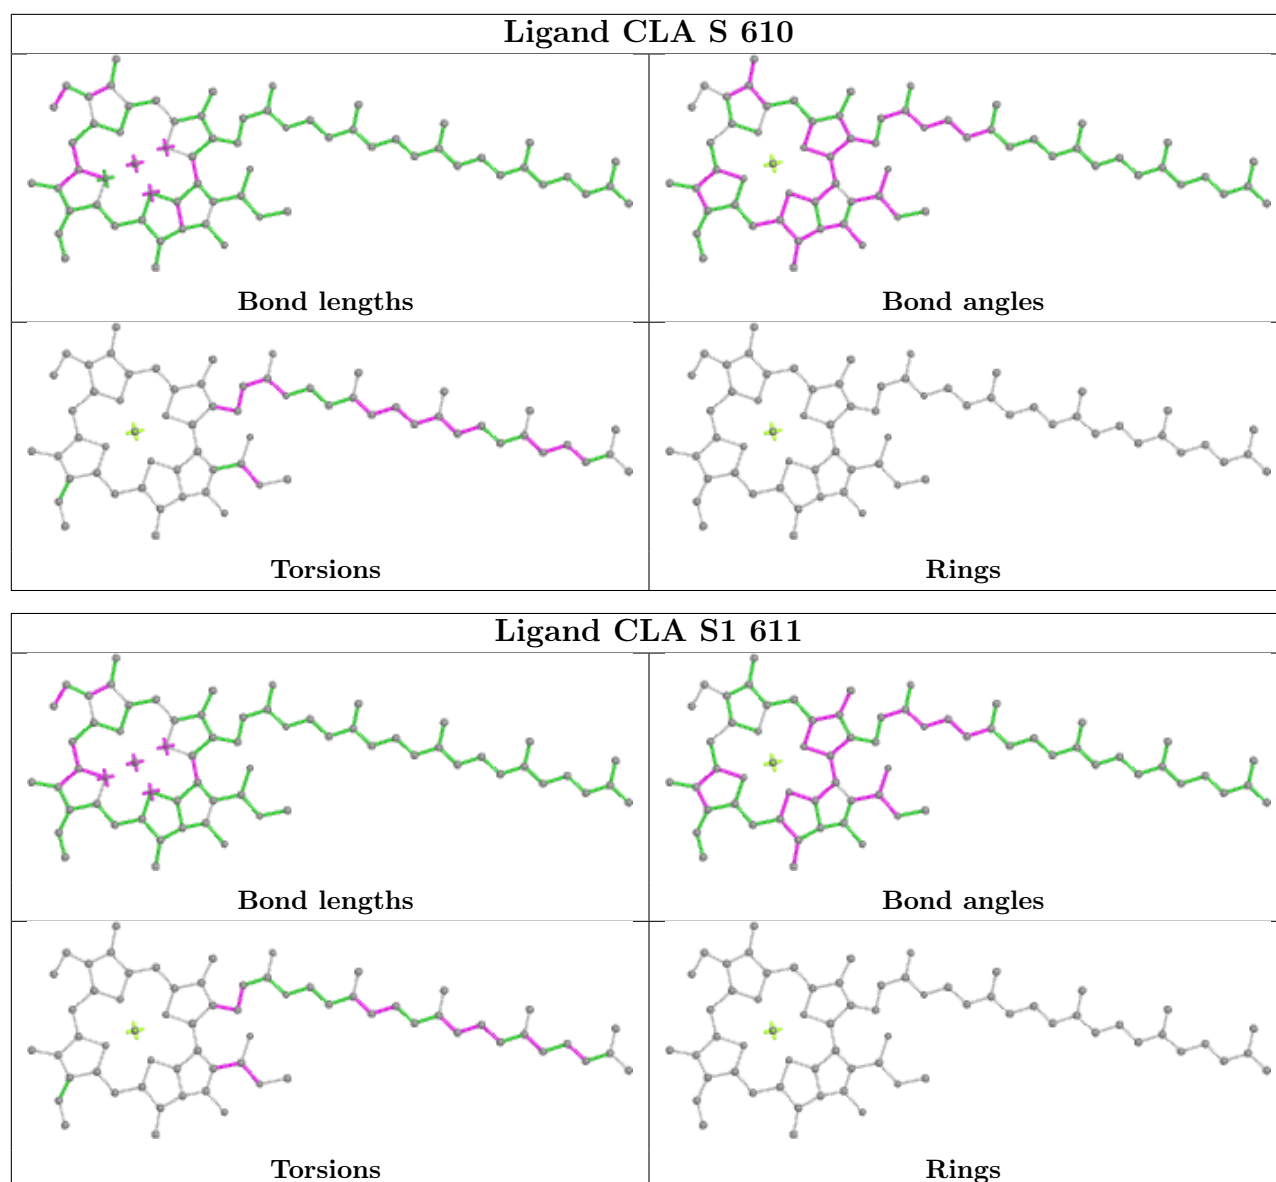 Ligand CLA S 610
Bond lengths
Bond angles
Torsions
Rings
Ligand CLA S1 611
Bond lengths
Bond angles
Torsions
Rings